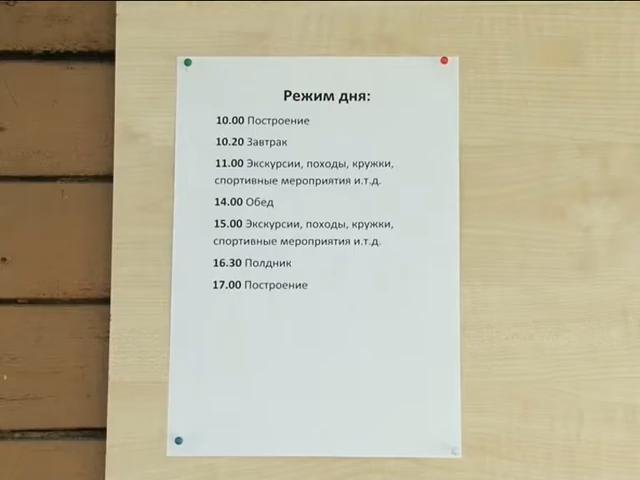 Режим дня:
10.00 Построение
10.20 Завтрак
11.00 Экскурсии, походы, кружки,
спортивные мероприятия и.т.д.
14.00 Обед
15.00 Экскурсии, походы, кружки,
спортивные мероприятия и.т.д.
16.30 Полдник
17.00 Построение